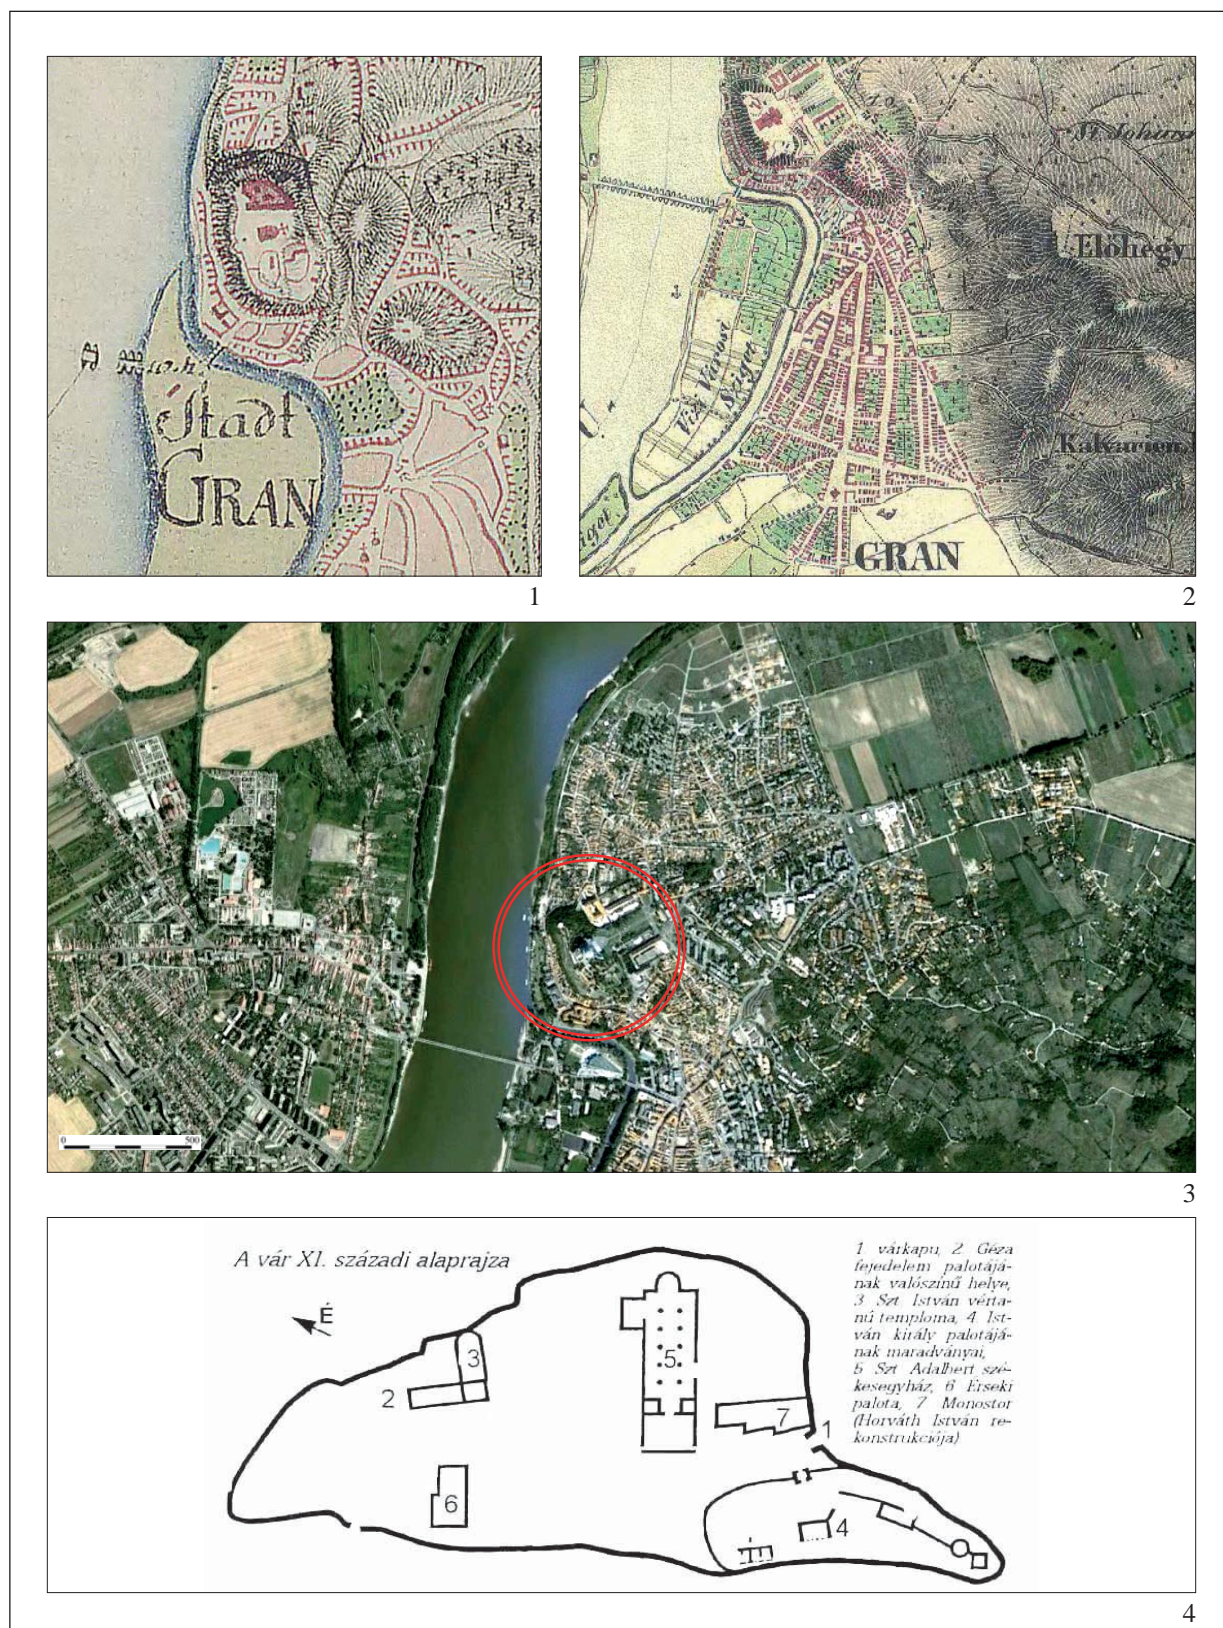 Stadt
GRAN
1
St Johann
Előhegy
Viz Városi
Sziget
Kalvarien
GRAN
2
0 500
3
A vár XI. századi alaprajza
É
1 várkapu, 2 Géza
fejedelem palotájá-
nak valószínű helye,
3 Szt István vérta-
nú temploma, 4 Ist-
ván király palotájá-
nak maradványai,
5 Szt Adalbert szé-
kesegyház, 6 Érseki
palota, 7 Monostor
(Horváth István re-
konstrukciója)
3
2
5
7
1
6
4
4